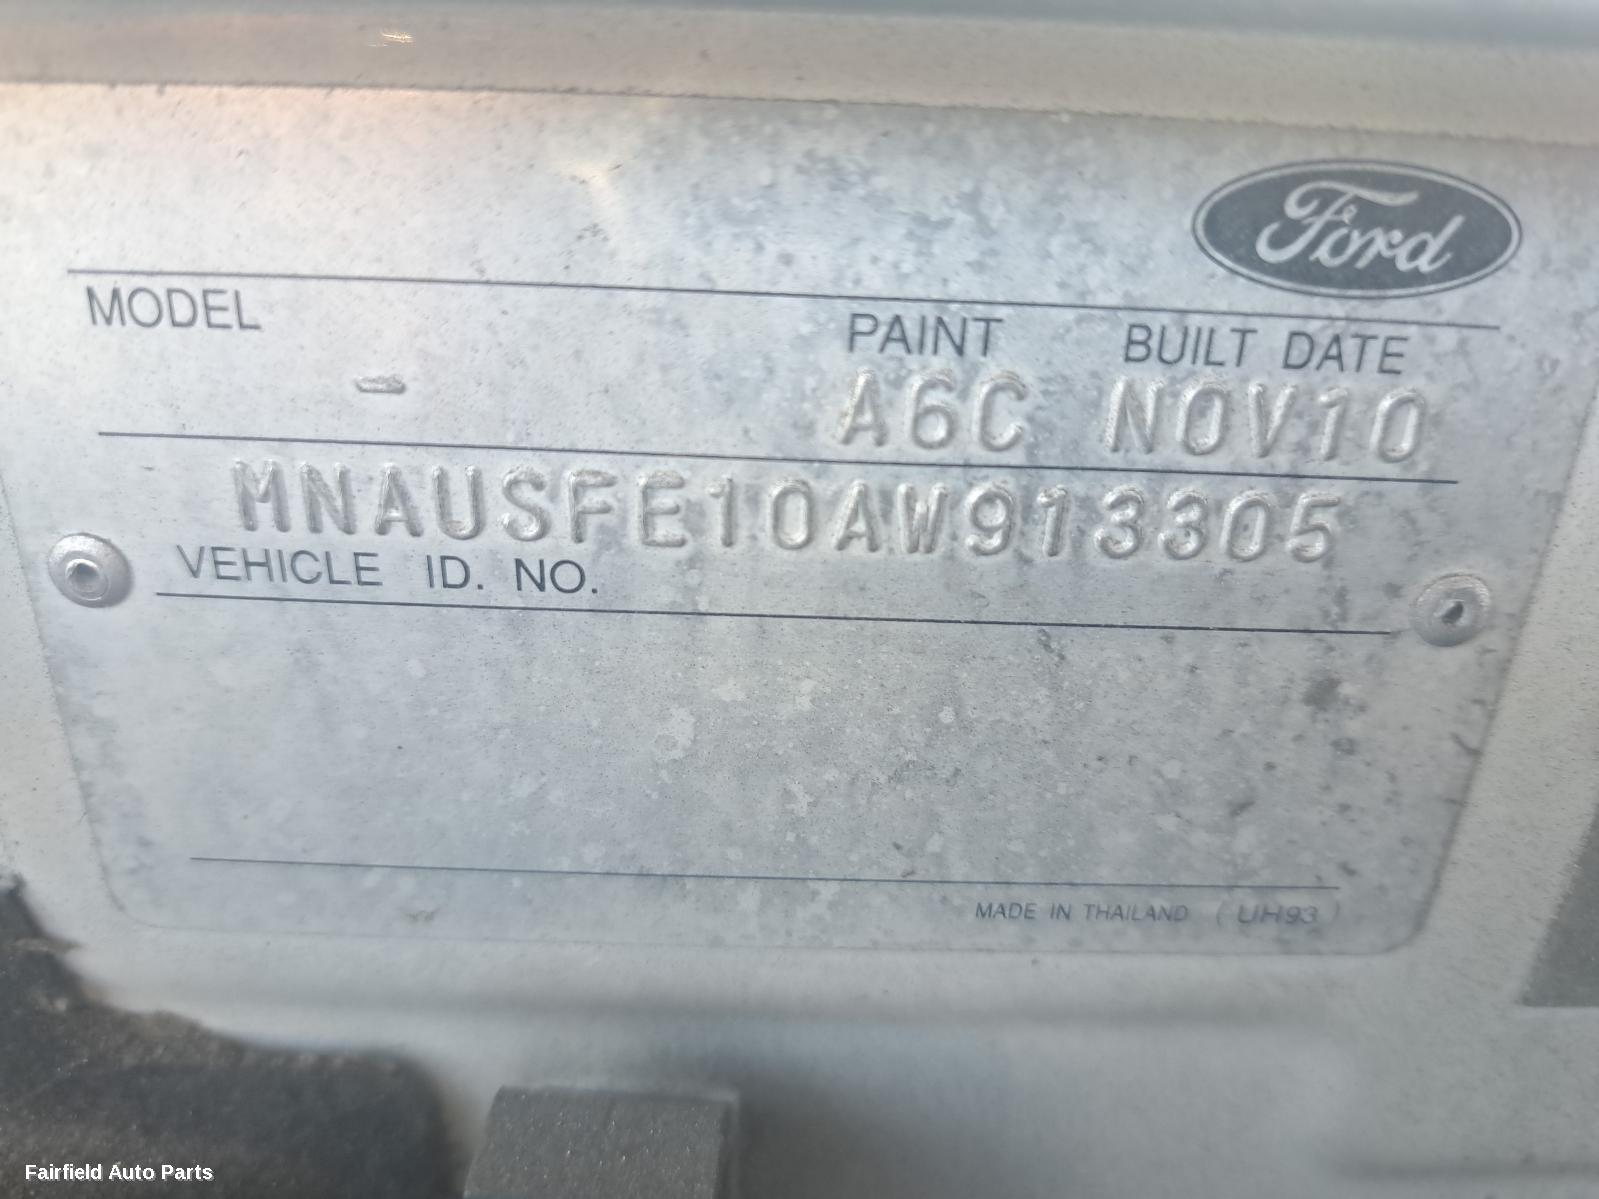 Ford
MODEL PAINT BUILT DATE
- A6C NOV10
MNAUSFE10AW913305
VEHICLE ID. NO.
MADE IN THAILAND (UH93)
Fairfield Auto Parts